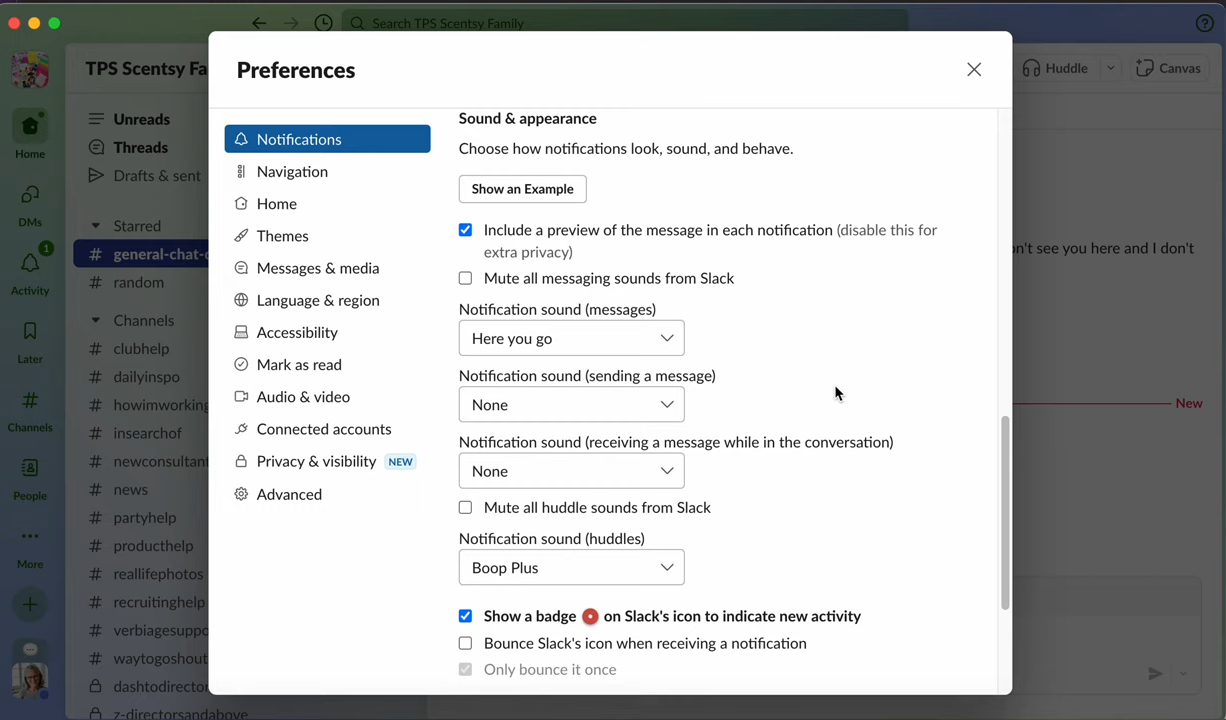 Search TPS Scentsy Family
TPS Scentsy Fa
Huddle
Canvas
Home
DMs
1
Activity
Later
Channels
People
More
Unreads
Threads
Drafts & sent
Starred
general-chat-
random
Channels
clubhelp
dailyinspo
howimworking
insearchof
newconsultan
news
partyhelp
producthelp
reallifephotos
recruitinghelp
verbiagesuppo
waytogoshout
dashtodirector
z-directorsandabove
Preferences
Notifications
Navigation
Home
Themes
Messages & media
Language & region
Accessibility
Mark as read
Audio & video
Connected accounts
Privacy & visibility NEW
Advanced
Sound & appearance
Choose how notifications look, sound, and behave.
Show an Example
Include a preview of the message in each notification (disable this for
extra privacy)
Mute all messaging sounds from Slack
Notification sound (messages)
Here you go
Notification sound (sending a message)
None
Notification sound (receiving a message while in the conversation)
None
Mute all huddle sounds from Slack
Notification sound (huddles)
Boop Plus
Show a badge on Slack's icon to indicate new activity
Bounce Slack's icon when receiving a notification
Only bounce it once
n't see you here and I don't
New